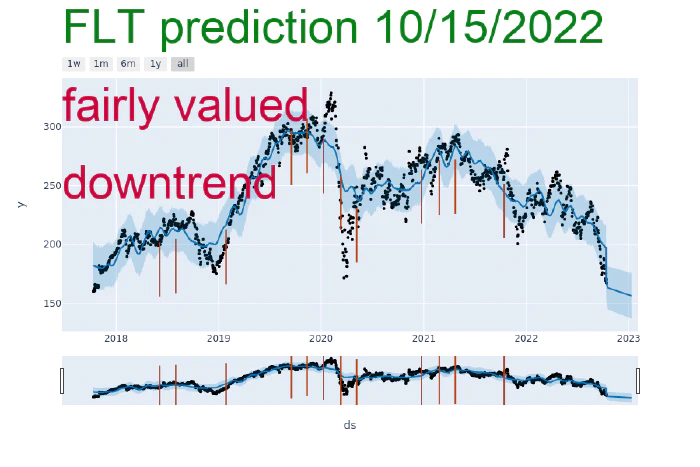 FLT prediction 10/15/2022
1w 1m 6m 1y all
fairly valued
300
downtrend
250
y
200
150
2018 2019 2020 2021 2022 2023
ds